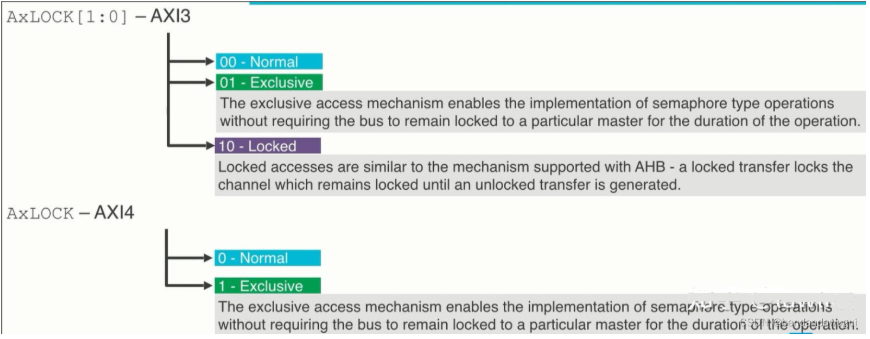 AxLOCK[1:0] – AXI3
00 - Normal
01 - Exclusive
The exclusive access mechanism enables the implementation of semaphore type operations
without requiring the bus to remain locked to a particular master for the duration of the operation.
10 - Locked
Locked accesses are similar to the mechanism supported with AHB - a locked transfer locks the
channel which remains locked until an unlocked transfer is generated.
AxLOCK – AXI4
0 - Normal
1 - Exclusive
The exclusive access mechanism enables the implementation of semaphore type operations
without requiring the bus to remain locked to a particular master for the duration of the operation.